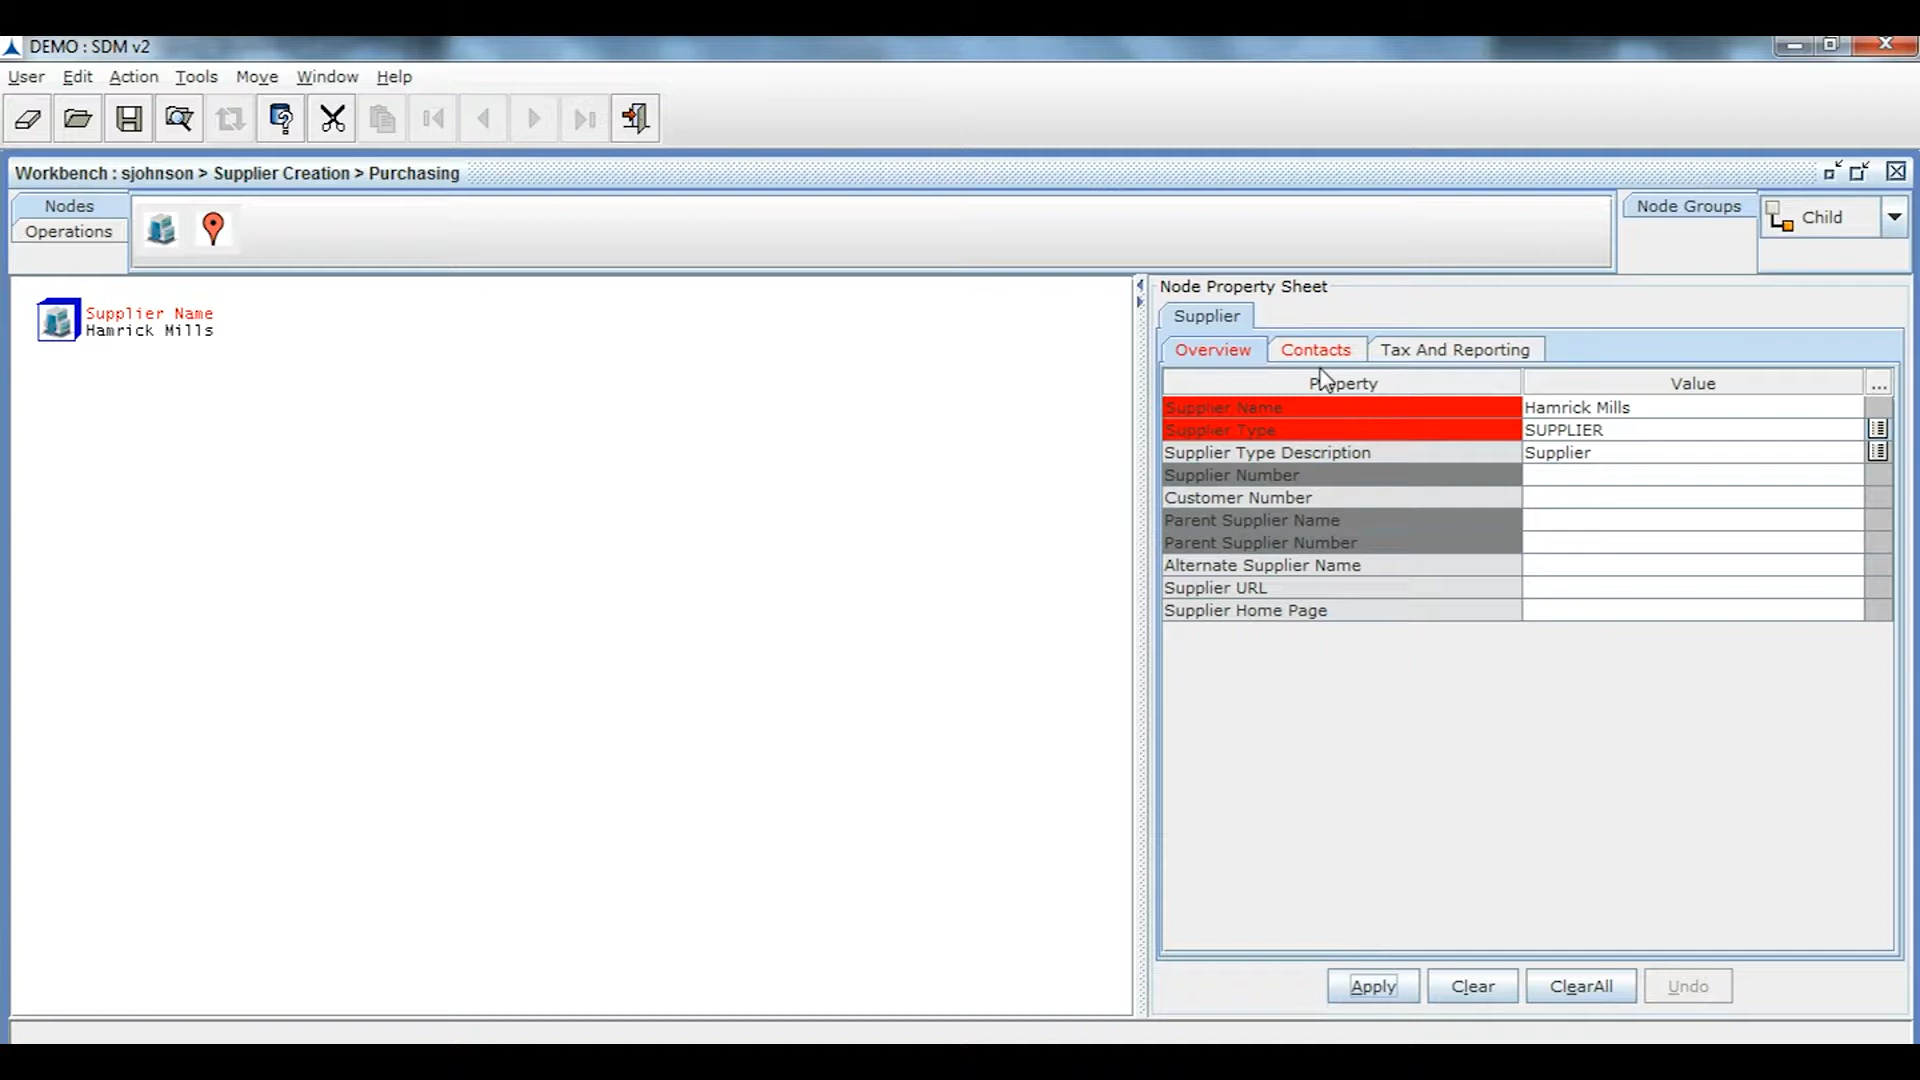 DEMO : SDM v2
User Edit Action Tools Move Window Help
Workbench : sjohnson > Supplier Creation > Purchasing
Nodes
Operations
Node Groups
Child
Supplier Name
Hamrick Mills
Node Property Sheet
Supplier
Overview Contacts Tax And Reporting
Property Value ...
Supplier Name Hamrick Mills
Supplier Type SUPPLIER
Supplier Type Description Supplier
Supplier Number
Customer Number
Parent Supplier Name
Parent Supplier Number
Alternate Supplier Name
Supplier URL
Supplier Home Page
Apply Clear ClearAll Undo